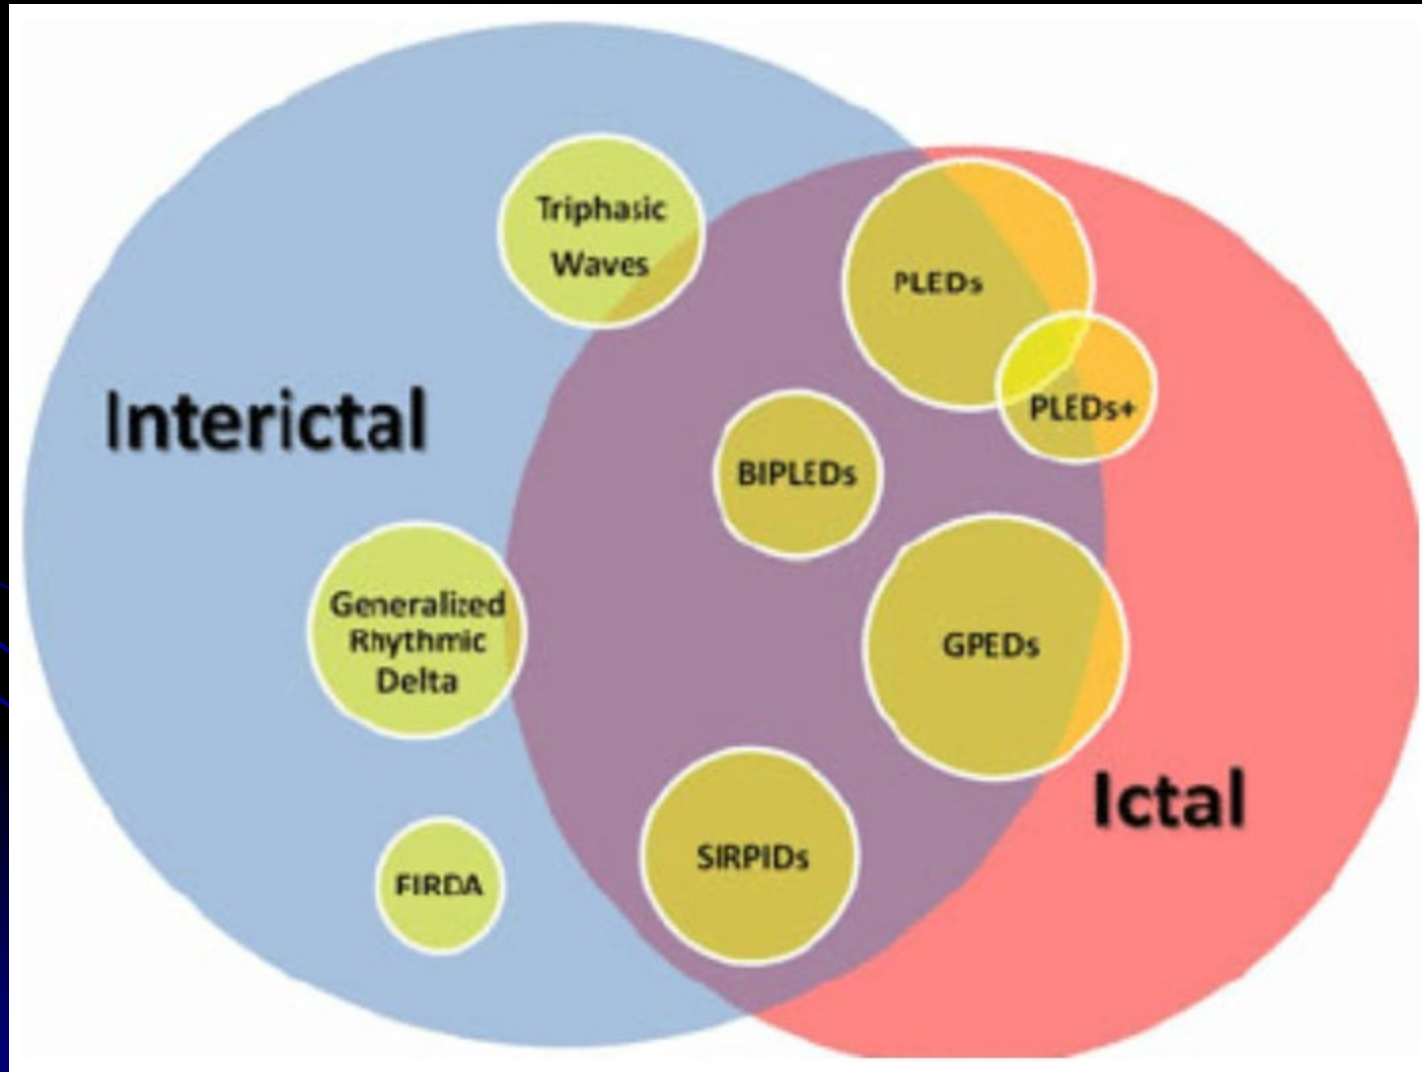 Triphasic
Waves
PLEDs
PLEDs+
Interictal
BIPLEDs
Generalized
Rhythmic
Delta
GPEDs
Ictal
SIRPIDs
FIRDA